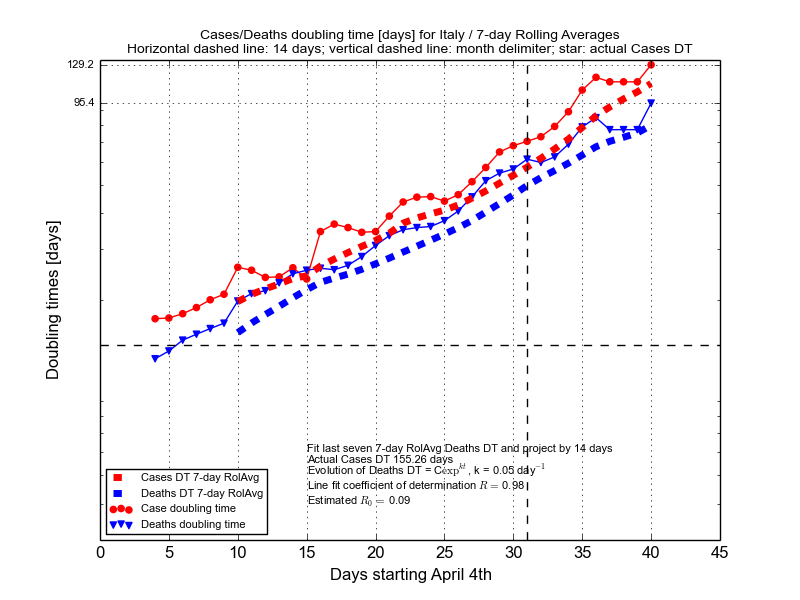 Cases/Deaths doubling time [days] for Italy / 7-day Rolling Averages
Horizontal dashed line: 14 days; vertical dashed line: month delimiter; star: actual Cases DT
129.2
95.4
Doubling times [days]
Fit last seven 7-day RolAvg Deaths DT and project by 14 days
Actual Cases DT 155.26 days
Evolution of Deaths DT = Cexp^{kt}, k = 0.05 day^{-1}
Line fit coefficient of determination R = 0.98
Estimated R_0 = 0.09
Cases DT 7-day RolAvg
Deaths DT 7-day RolAvg
Case doubling time
Deaths doubling time
0 5 10 15 20 25 30 35 40 45
Days starting April 4th